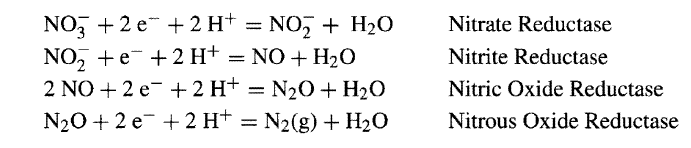 NO₃⁻ + 2 e⁻ + 2 H⁺ = NO₂⁻ + H₂O Nitrate Reductase
NO₂⁻ + e⁻ + 2 H⁺ = NO + H₂O Nitrite Reductase
2 NO + 2 e⁻ + 2 H⁺ = N₂O + H₂O Nitric Oxide Reductase
N₂O + 2 e⁻ + 2 H⁺ = N₂(g) + H₂O Nitrous Oxide Reductase